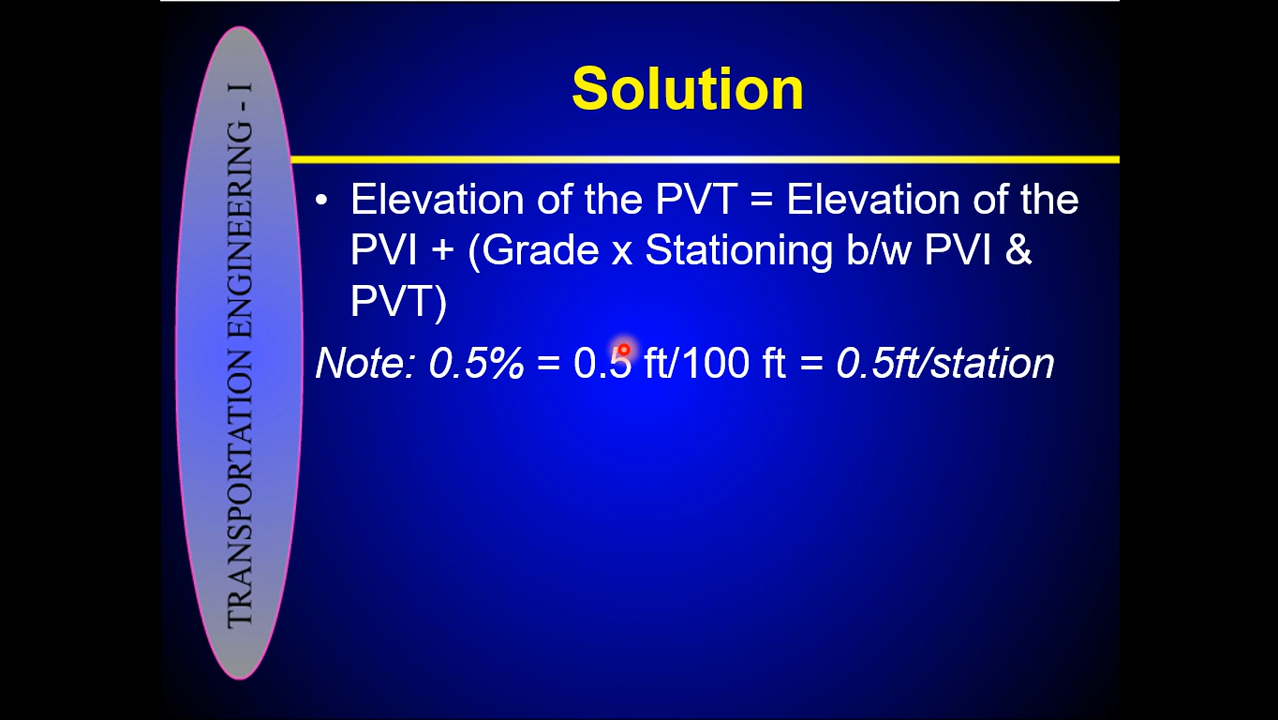 Solution
TRANSPORTATION ENGINEERING - I
• Elevation of the PVT = Elevation of the
PVI + (Grade x Stationing b/w PVI &
PVT)
Note: 0.5% = 0.5 ft/100 ft = 0.5ft/station